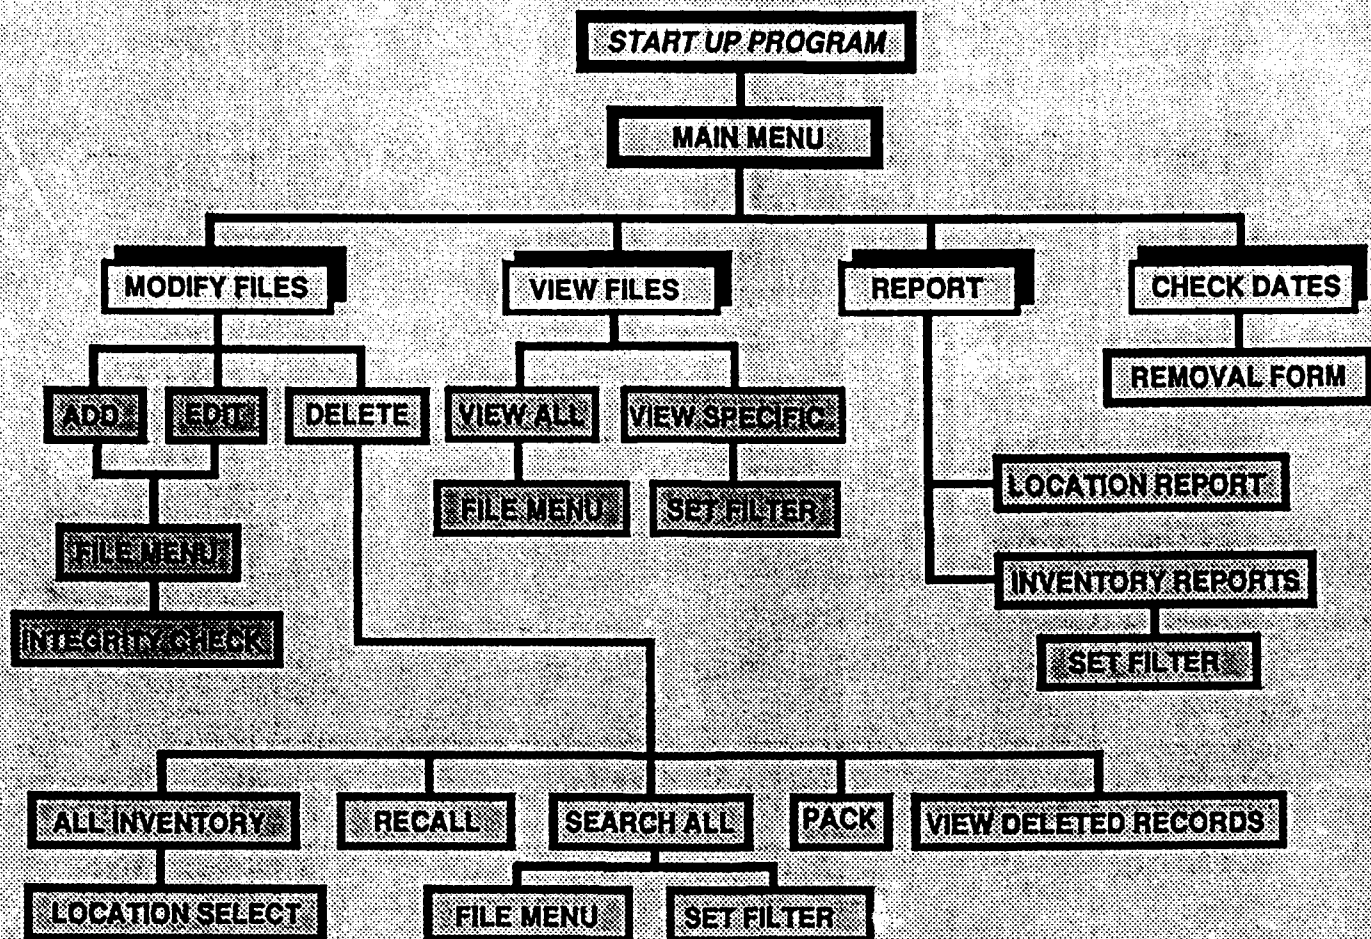 START UP PROGRAM
MAIN MENU
MODIFY FILES
VIEW FILES
REPORT
CHECK DATES
REMOVAL FORM
ADD
EDIT
DELETE
VIEW ALL
VIEW SPECIFIC
LOCATION REPORT
FILE MENU
SET FILTER
FILE MENU
INVENTORY REPORTS
INTEGRITY CHECK
SET FILTER
ALL INVENTORY
RECALL
SEARCH ALL
PACK
VIEW DELETED RECORDS
LOCATION SELECT
FILE MENU
SET FILTER